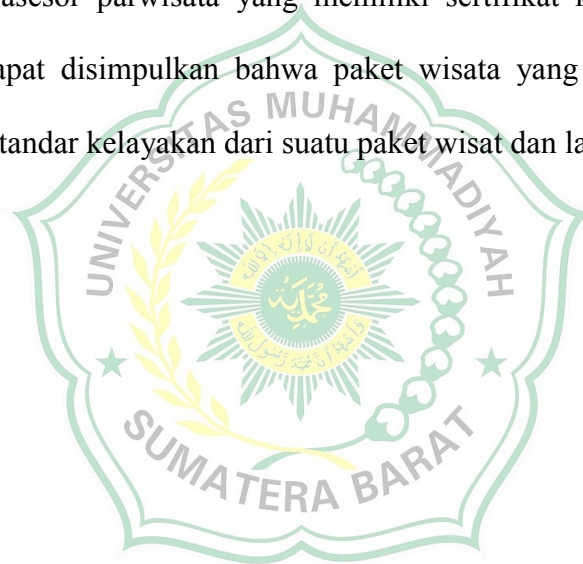 asesor parwisata yang memiliki sertifikat
apat disimpulkan bahwa paket wisata yang
tandar kelayakan dari suatu paket wisat dan la
UNIVERSITAS MUHAMMADIYAH
SUMATERA BARAT